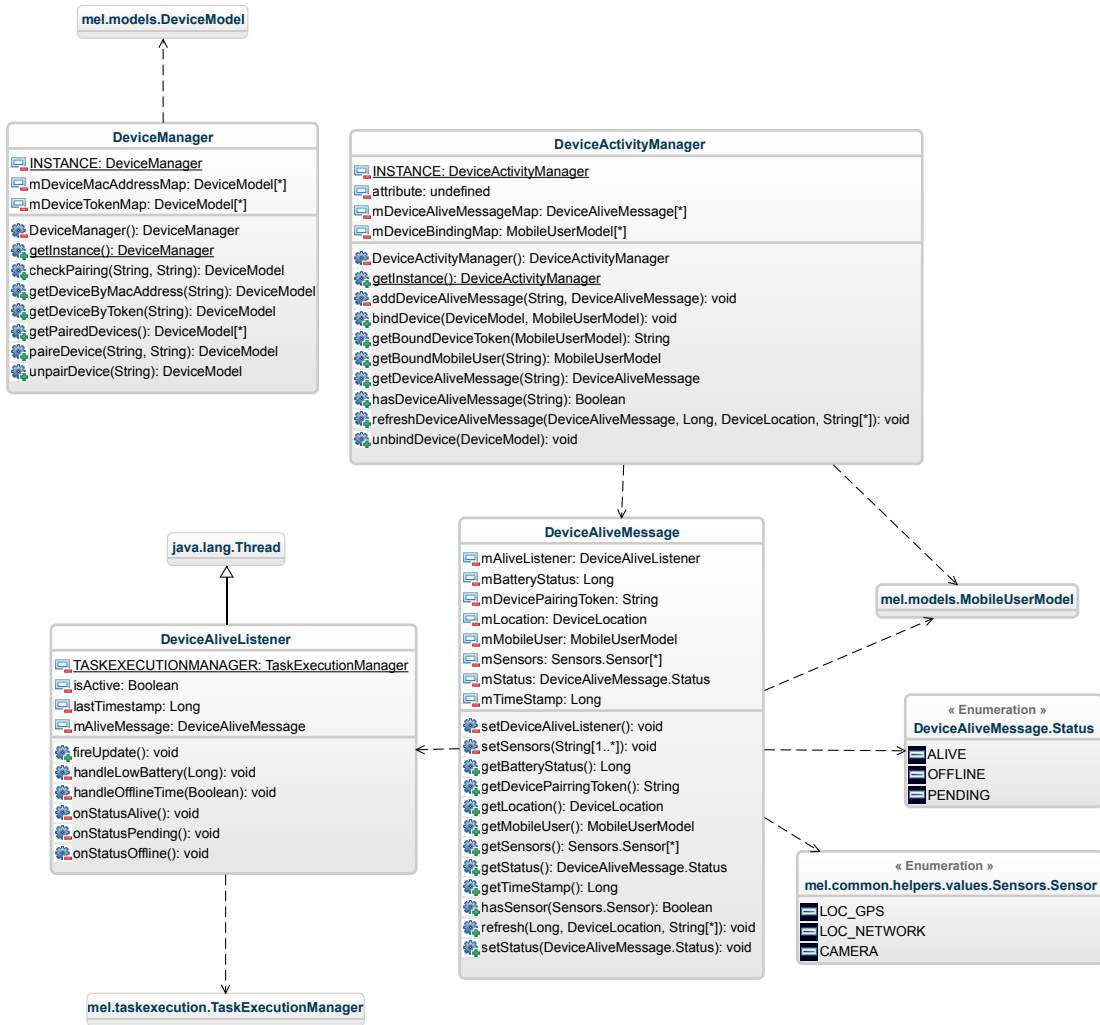 mel.models.DeviceModel
DeviceManager
INSTANCE: DeviceManager
mDeviceMacAddressMap: DeviceModel[*]
mDeviceTokenMap: DeviceModel[*]
DeviceManager(): DeviceManager
getInstance(): DeviceManager
checkPairing(String, String): DeviceModel
getDeviceByMacAddress(String): DeviceModel
getDeviceByToken(String): DeviceModel
getPairedDevices(): DeviceModel[*]
paireDevice(String, String): DeviceModel
unpairDevice(String): DeviceModel
DeviceActivityManager
INSTANCE: DeviceActivityManager
attribute: undefined
mDeviceAliveMessageMap: DeviceAliveMessage[*]
mDeviceBindingMap: MobileUserModel[*]
DeviceActivityManager(): DeviceActivityManager
getInstance(): DeviceActivityManager
addDeviceAliveMessage(String, DeviceAliveMessage): void
bindDevice(DeviceModel, MobileUserModel): void
getBoundDeviceToken(MobileUserModel): String
getBoundMobileUser(String): MobileUserModel
getDeviceAliveMessage(String): DeviceAliveMessage
hasDeviceAliveMessage(String): Boolean
refreshDeviceAliveMessage(DeviceAliveMessage, Long, DeviceLocation, String[*]): void
unbindDevice(DeviceModel): void
java.lang.Thread
DeviceAliveListener
TASKEXECUTIONMANAGER: TaskExecutionManager
isActive: Boolean
lastTimestamp: Long
mAliveMessage: DeviceAliveMessage
fireUpdate(): void
handleLowBattery(Long): void
handleOfflineTime(Boolean): void
onStatusAlive(): void
onStatusPending(): void
onStatusOffline(): void
mel.taskexecution.TaskExecutionManager
DeviceAliveMessage
mAliveListener: DeviceAliveListener
mBatteryStatus: Long
mDevicePairingToken: String
mLocation: DeviceLocation
mMobileUser: MobileUserModel
mSensors: Sensors.Sensor[*]
mStatus: DeviceAliveMessage.Status
mTimeStamp: Long
setDeviceAliveListener(): void
setSensors(String[1..*]): void
getBatteryStatus(): Long
getDevicePairringToken(): String
getLocation(): DeviceLocation
getMobileUser(): MobileUserModel
getSensors(): Sensors.Sensor[*]
getStatus(): DeviceAliveMessage.Status
getTimeStamp(): Long
hasSensor(Sensors.Sensor): Boolean
refresh(Long, DeviceLocation, String[*]): void
setStatus(DeviceAliveMessage.Status): void
mel.models.MobileUserModel
« Enumeration »
DeviceAliveMessage.Status
ALIVE
OFFLINE
PENDING
« Enumeration »
mel.common.helpers.values.Sensors.Sensor
LOC_GPS
LOC_NETWORK
CAMERA